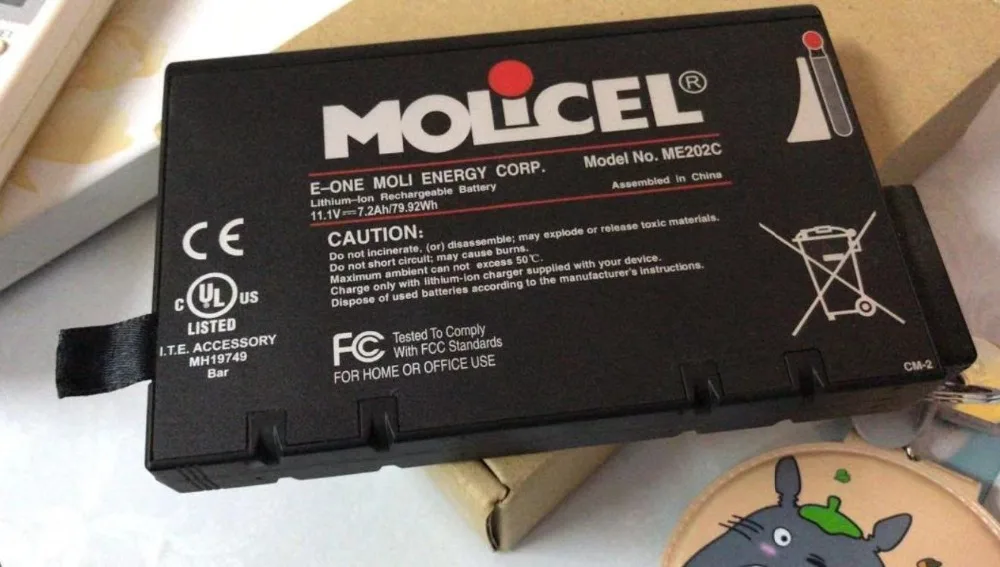 MOLiCEL®
E-ONE MOLI ENERGY CORP.
Model No. ME202C
Lithium-Ion Rechargeable Battery
Assembled in China
11.1V⎓7.2Ah/79.92Wh
CAUTION:
Do not incinerate, (or) disassemble; may explode or release toxic materials.
Do not short circuit; may cause burns.
Maximum ambient can not exceed 50℃.
Charge only with lithium-ion charger supplied with your device.
Dispose of used batteries according to the manufacturer's instructions.
CE
C UL® US
LISTED
I.T.E. ACCESSORY
MH19749
Bar
FC Tested To Comply
With FCC Standards
FOR HOME OR OFFICE USE
CM-2